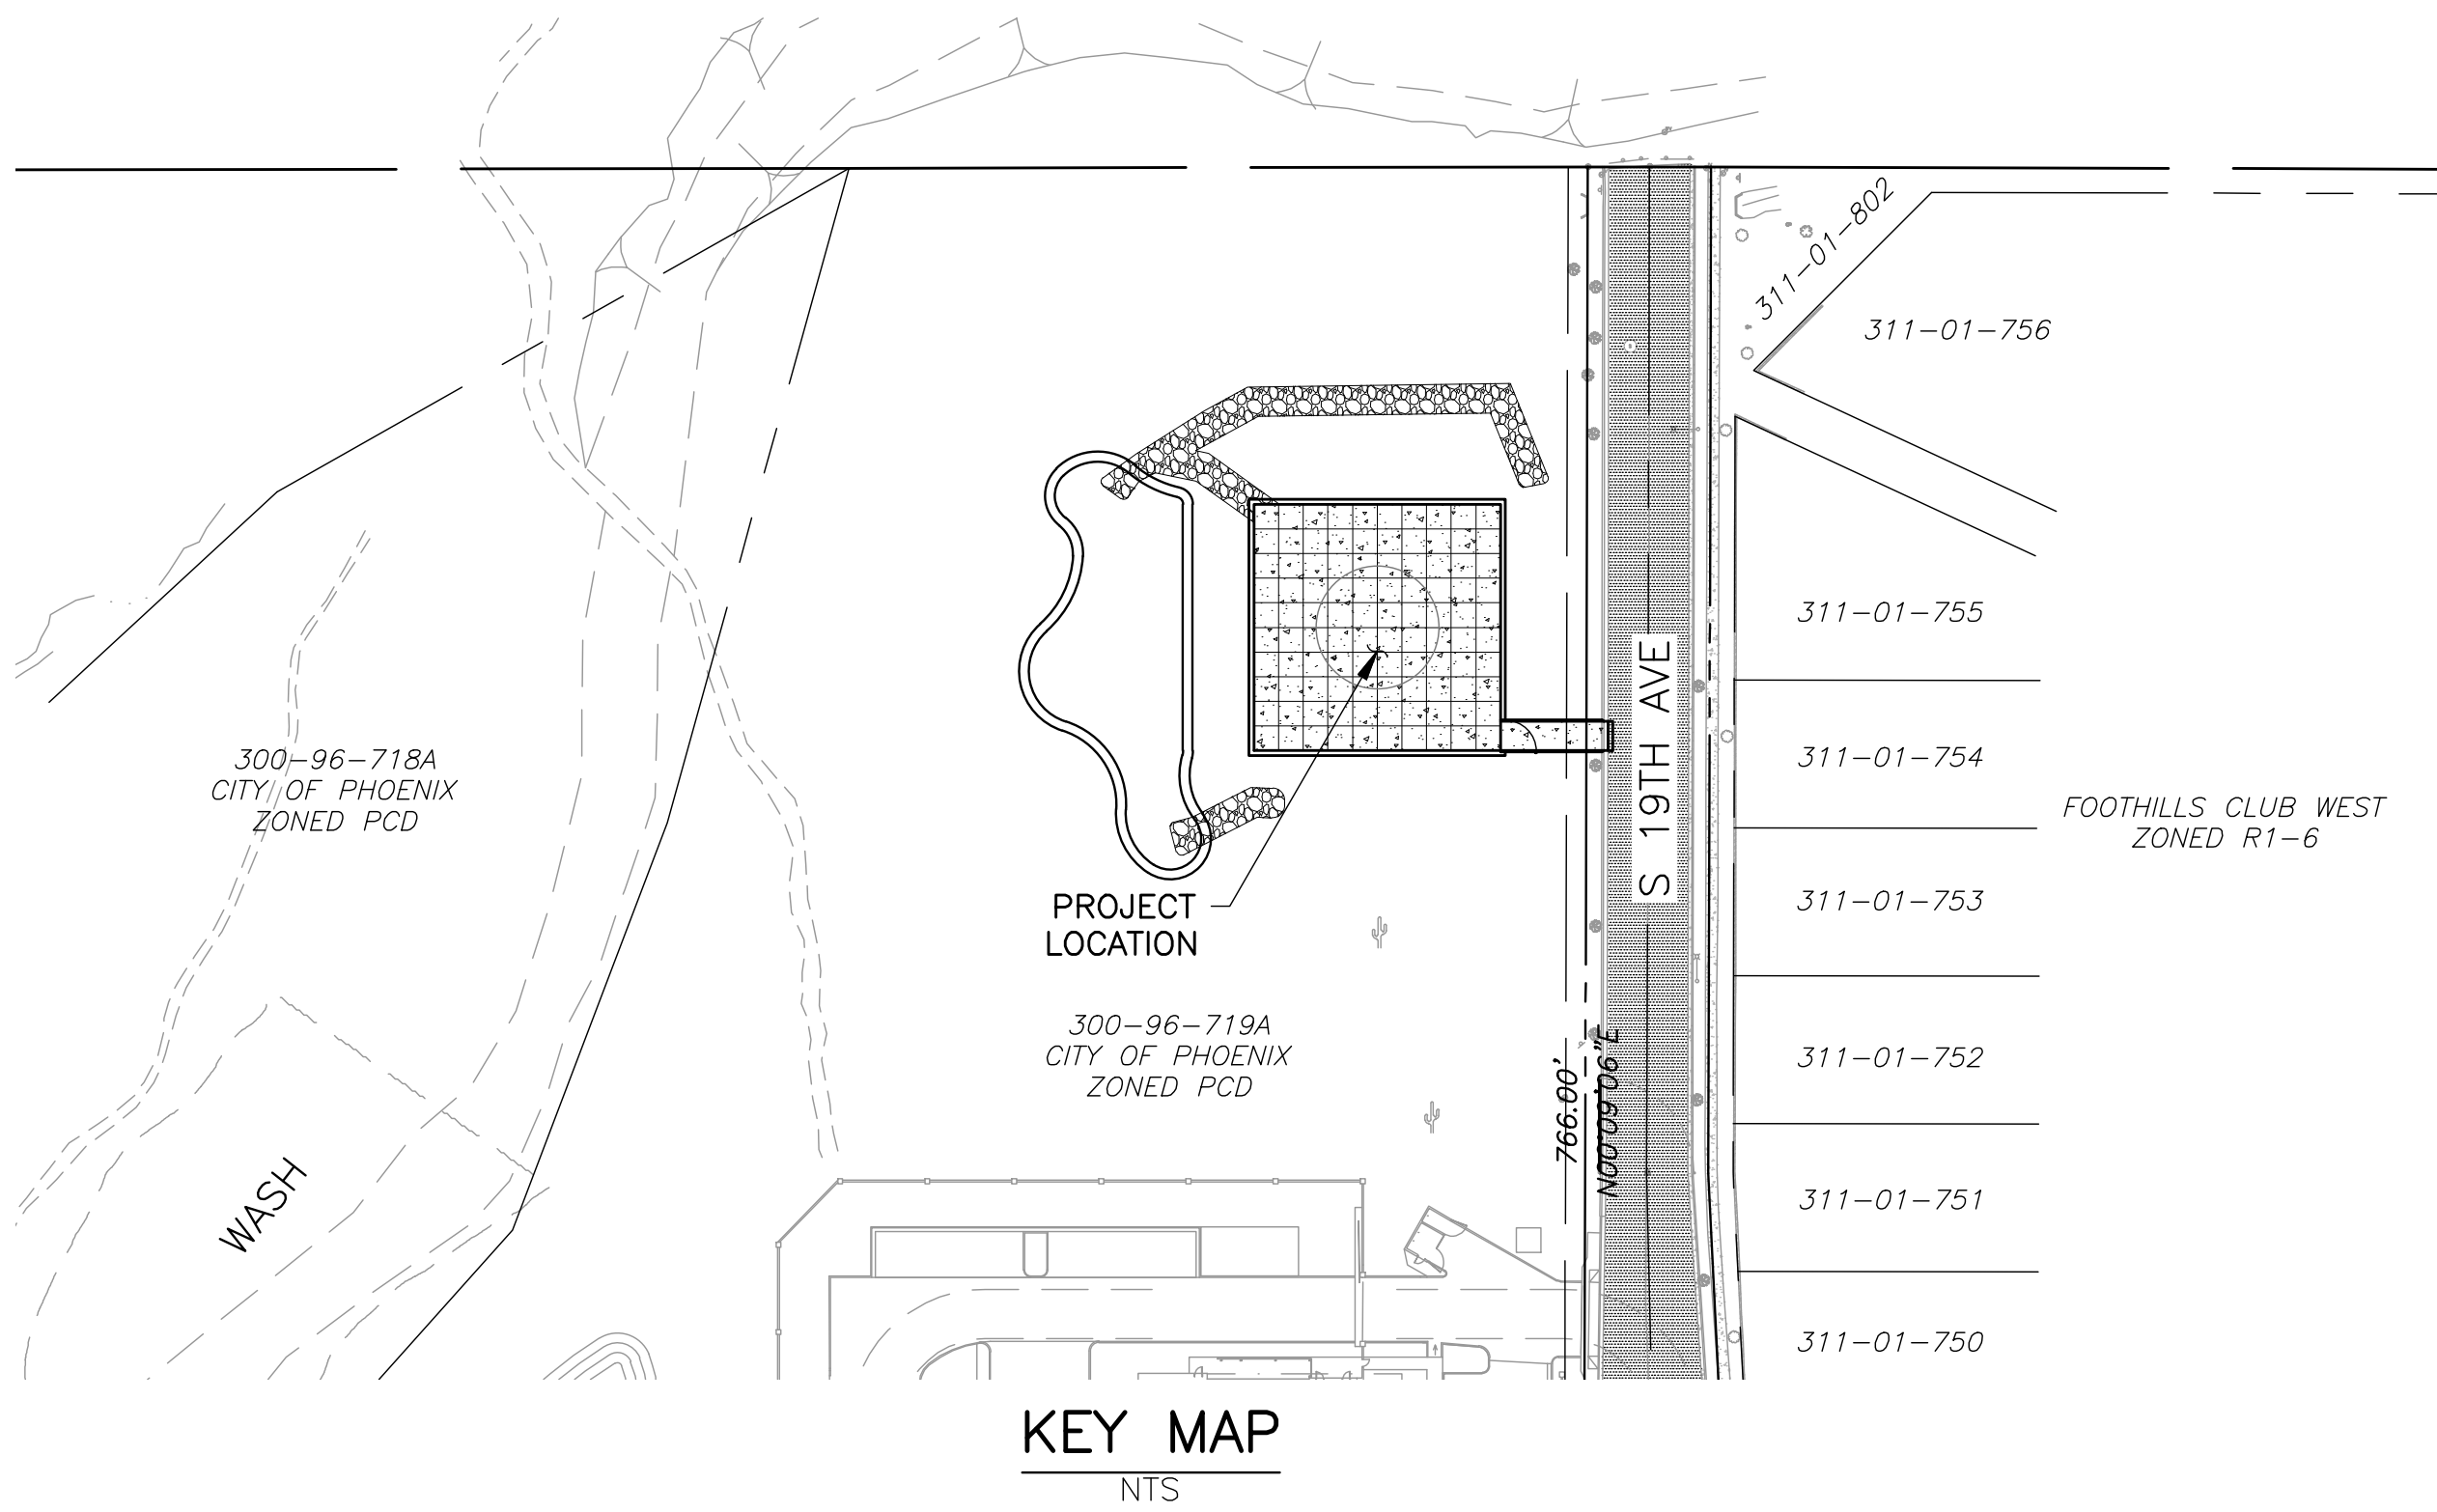 311-01-802
311-01-756
311-01-755
S 19TH AVE
300-96-718A
CITY OF PHOENIX
ZONED PCD
311-01-754
FOOTHILLS CLUB WEST
ZONED R1-6
PROJECT
LOCATION
311-01-753
300-96-719A
CITY OF PHOENIX
ZONED PCD
766.00'
N00°09'06"E
311-01-752
WASH
311-01-751
311-01-750
KEY MAP
NTS